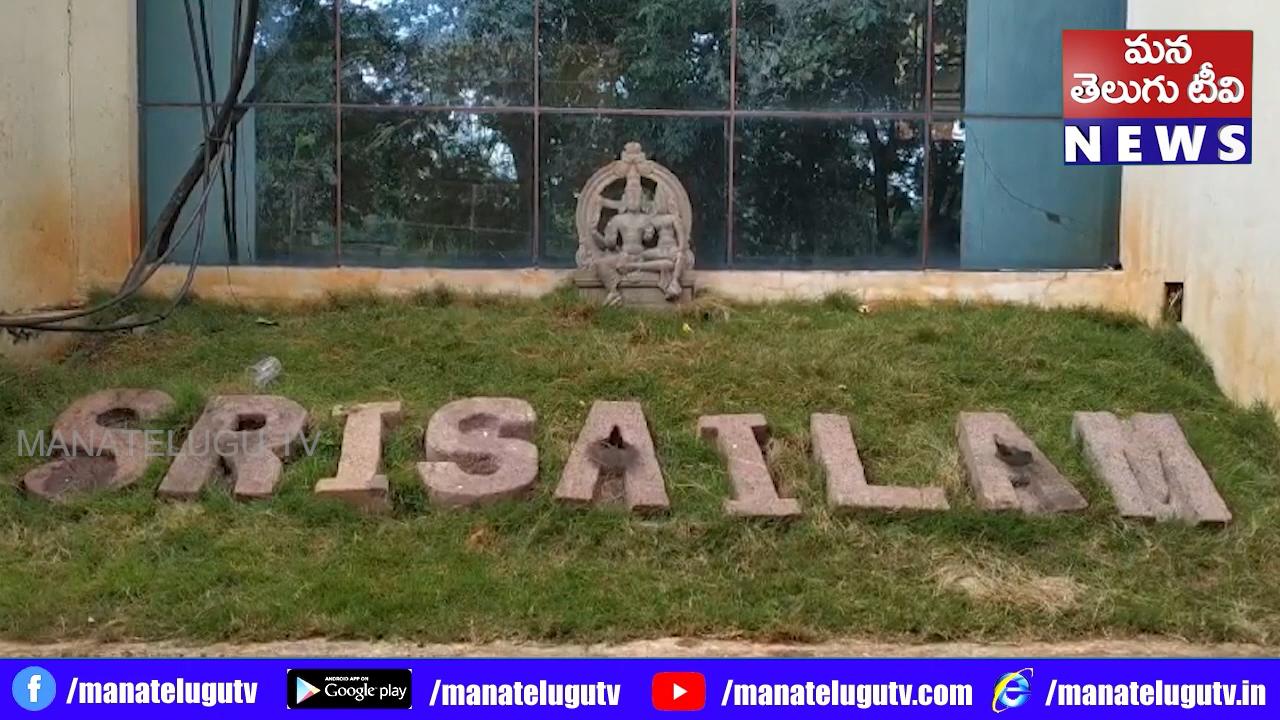 మన
తెలుగు టీవి
NEWS
SRISAILAM
MANATELUGU TV
/manatelugutv
ANDROID APP ON
Google play
/manatelugutv
/manatelugutv.com
/manatelugutv.in